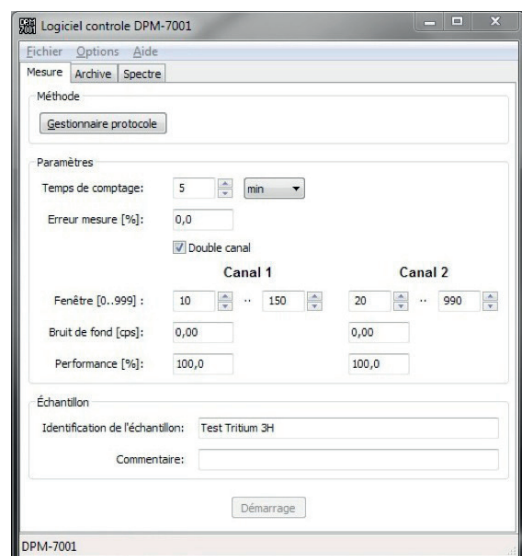 DPM 7001 Logiciel controle DPM-7001
Fichier Options Aide
Mesure Archive Spectre
Méthode
Gestionnaire protocole
Paramètres
Temps de comptage: 5 min
Erreur mesure [%]: 0,0
Double canal
Canal 1 Canal 2
Fenêtre [0..999] : 10 .. 150 20 .. 990
Bruit de fond [cps]: 0,00 0,00
Performance [%]: 100,0 100,0
Échantillon
Identification de l'échantillon: Test Tritium 3H
Commentaire:
Démarrage
DPM-7001